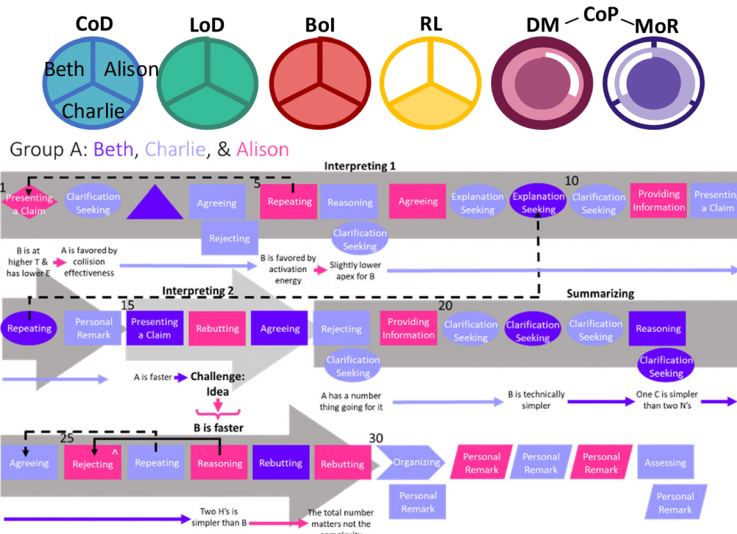 CoD LoD BoI RL DM CoP MoR
Beth Alison
Charlie
Group A: Beth, Charlie, & Alison
Interpreting 1
1 5 10
Presenting a Claim
Clarification Seeking
Agreeing
Rejecting
Repeating
Reasoning
Clarification Seeking
Agreeing
Explanation Seeking
Explanation Seeking
Clarification Seeking
Providing Information
Presenting a Claim
B is at higher T & has lower E
A is favored by collision effectiveness
B is favored by activation energy
Slightly lower apex for B
Interpreting 2
Summarizing
15 20
Repeating
Personal Remark
Presenting a Claim
Rebutting
Agreeing
Rejecting
Clarification Seeking
Providing Information
Clarification Seeking
Clarification Seeking
Clarification Seeking
Reasoning
Clarification Seeking
A is faster
Challenge: Idea
B is faster
A has a number thing going for it
B is technically simpler
One C is simpler than two N's
25 30
Agreeing
Rejecting ^
Repeating
Reasoning
Rebutting
Rebutting
Organizing
Personal Remark
Personal Remark
Personal Remark
Personal Remark
Assessing
Personal Remark
Two H's is simpler than B
The total number matters not the